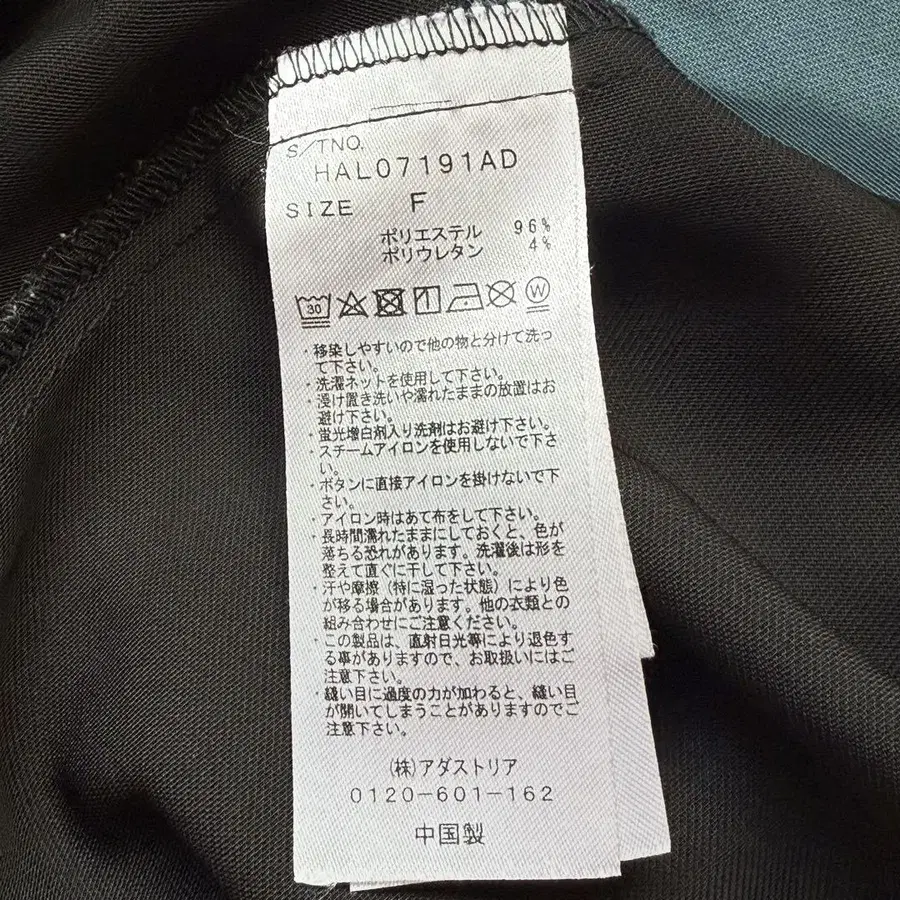 S/TNO.
HAL07191AD
SIZE F
ポリエステル 96%
ポリウレタン 4%
30 W
・移染しやすいので他の物と分けて洗っ
て下さい。
・洗濯ネットを使用して下さい。
・浸け置き洗いや濡れたままの放置はお
避け下さい。
・蛍光増白剤入り洗剤はお避け下さい。
・スチームアイロンを使用しないで下さ
い。
・ボタンに直接アイロンを掛けないで下
さい。
・アイロン時はあて布をして下さい。
・長時間濡れたままにしておくと、色が
落ちる恐れがあります。洗濯後は形を
整えて直ぐに干して下さい。
・汗や摩擦（特に湿った状態）により色
が移る場合があります。他の衣類との
組み合わせにご注意ください。
・この製品は、直射日光等により退色す
る事がありますので、お取扱いにはご
注意下さい。
・縫い目に過度の力が加わると、縫い目
が開いてしまうことがありますのでご
注意下さい。
（株）アダストリア
0120-601-162
中国製